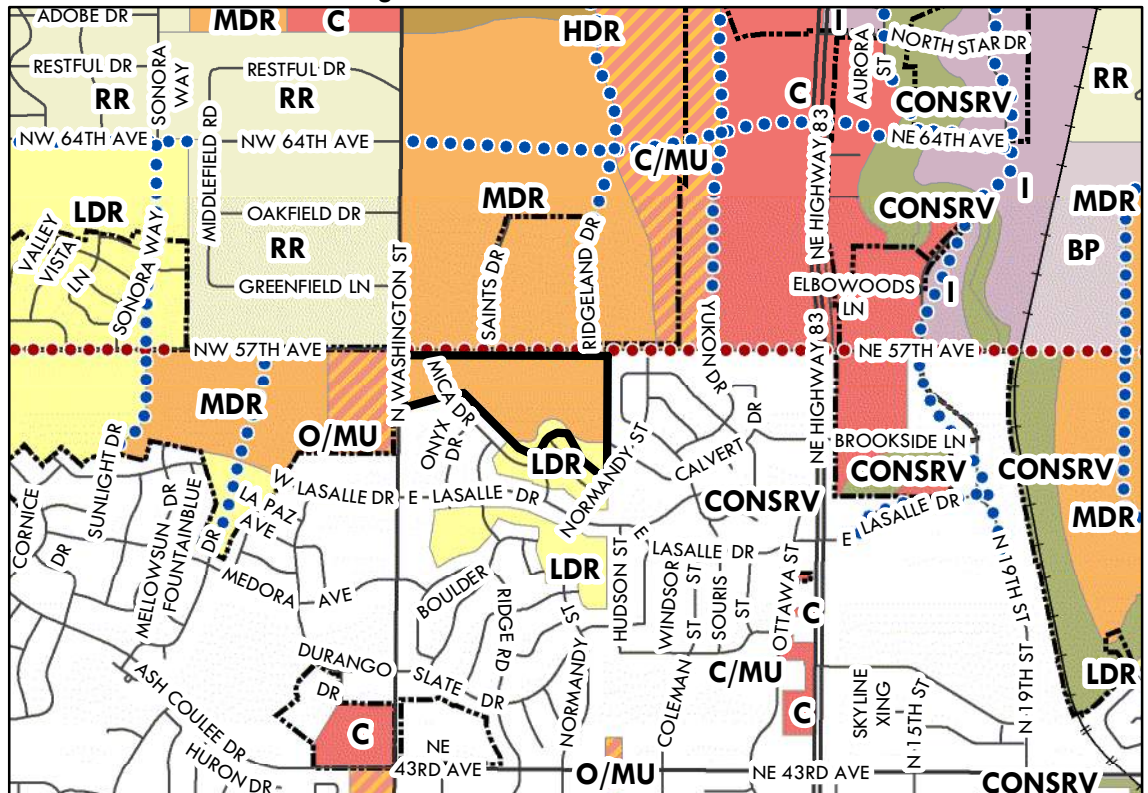 ADOBE DR
MDR
C
HDR
I
AURORA
ST
NORTH STAR DR
RESTFUL DR
SONORA
WAY
RESTFUL DR
RR
RR
MIDDLEFIELD RD
C
CONSRV
RR
NW 64TH AVE
NW 64TH AVE
C/MU
NE HIGHWAY 83
NE 64TH AVE
I
LDR
OAKFIELD DR
MDR
CONSRV
MDR
VALLEY
VISTA
LN
SONORA WAY
RR
GREENFIELD LN
N WASHINGTON ST
SAINTS DR
RIDGELAND DR
YUKON DR
ELBOWOODS
LN
I
BP
NW 57TH AVE
NE HIGHWAY 83
NE 57TH AVE
MDR
O/MU
MICA DR
ONYX
DR
LDR
NORMANDY ST
CALVERT
DR
BROOKSIDE LN
CONSRV
CONSRV
SUNLIGHT DR
W LASALLE DR
E LASALLE DR
CONSRV
E LASALLE DR
MDR
CORNICE
DR
MELLOWSUN DR
FOUNTAINBLUE
DR
LA PAZ
AVE
E
LASALLE DR
LDR
HUDSON ST
WINDSOR
ST
SOURIS
ST
OTTAWA ST
C
N 19TH ST
MEDORA AVE
BOULDER
RIDGE RD
NORMANDY ST
N 19TH ST
DURANGO
DR
SLATE DR
COLEMAN
C/MU
C
LDR
ASH COULEE DR
C
SKYLINE
XING
N 15TH ST
HURON DR
NE
43RD AVE
O/MU
NE 43RD AVE
CONSRV